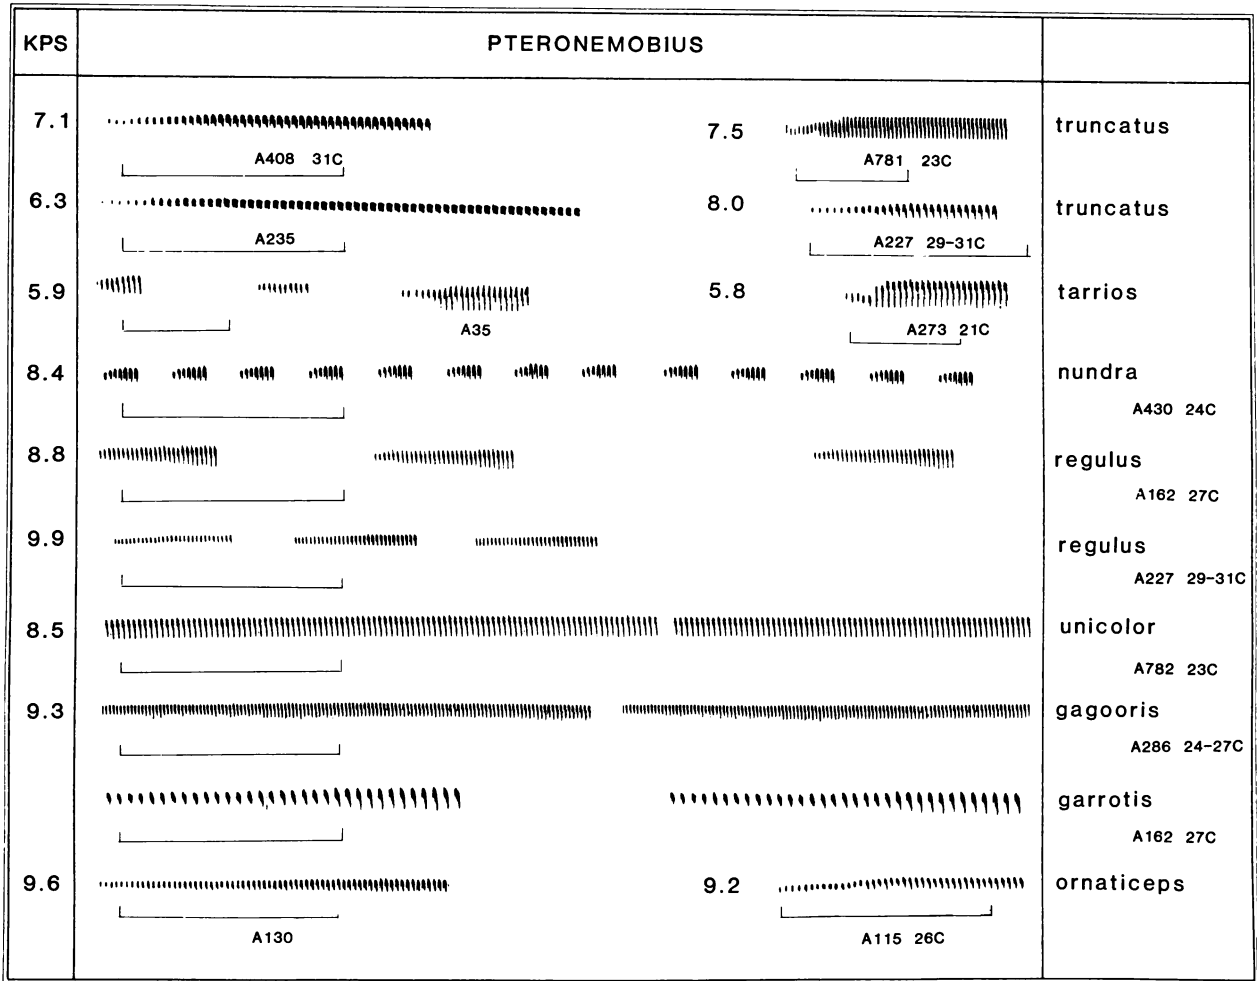 KPS PTERONEMOBIUS
7.1 7.5 truncatus
A408 31C A781 23C
6.3 8.0 truncatus
A235 A227 29-31C
5.9 5.8 tarrios
A35 A273 21C
8.4 nundra
A430 24C
8.8 regulus
A162 27C
9.9 regulus
A227 29-31C
8.5 unicolor
A782 23C
9.3 gagooris
A286 24-27C
garrotis
A162 27C
9.6 9.2 ornaticeps
A130 A115 26C